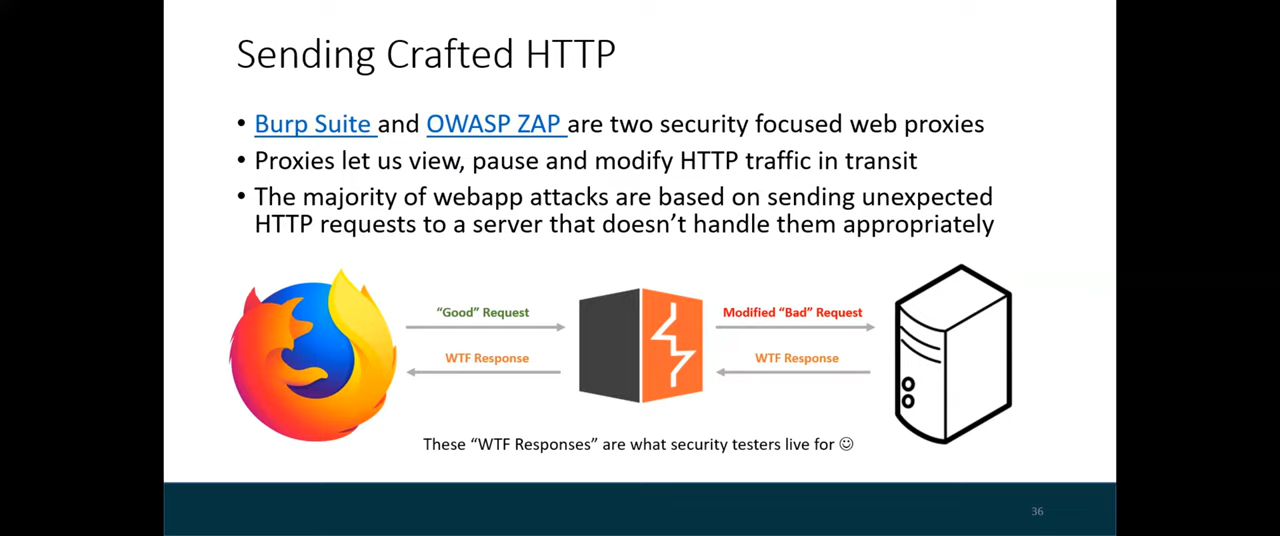 Sending Crafted HTTP
• Burp Suite and OWASP ZAP are two security focused web proxies
• Proxies let us view, pause and modify HTTP traffic in transit
• The majority of webapp attacks are based on sending unexpected
HTTP requests to a server that doesn't handle them appropriately
"Good" Request
Modified "Bad" Request
WTF Response
WTF Response
These "WTF Responses" are what security testers live for ☺
36